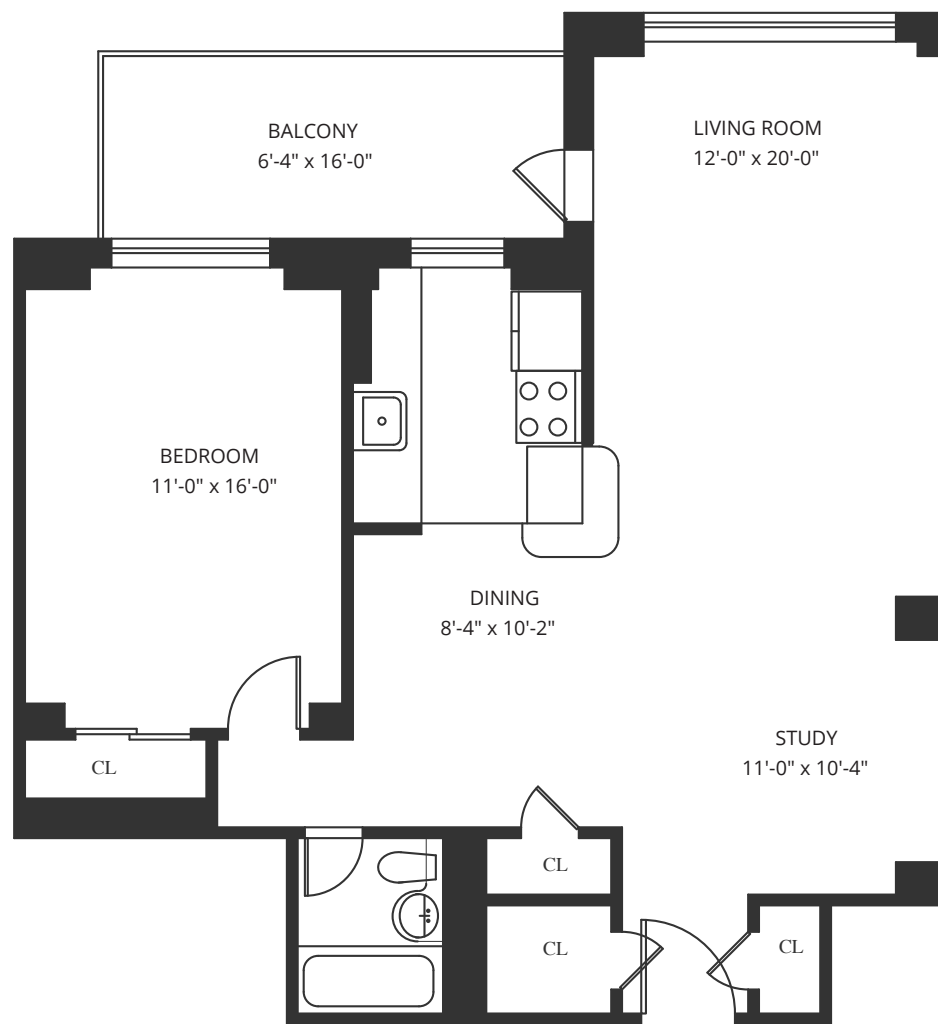 BALCONY
6'-4" x 16'-0"
LIVING ROOM
12'-0" x 20'-0"
BEDROOM
11'-0" x 16'-0"
DINING
8'-4" x 10'-2"
STUDY
11'-0" x 10'-4"
CL
CL
CL
CL